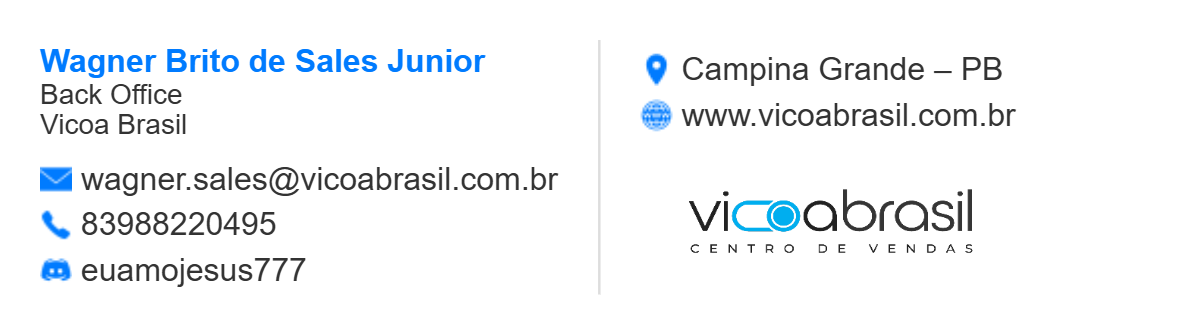 Wagner Brito de Sales Junior
Back Office
Vicoa Brasil
wagner.sales@vicoabrasil.com.br
83988220495
euamojesus777
Campina Grande – PB
www.vicoabrasil.com.br
vicoabrasil
CENTRO DE VENDAS